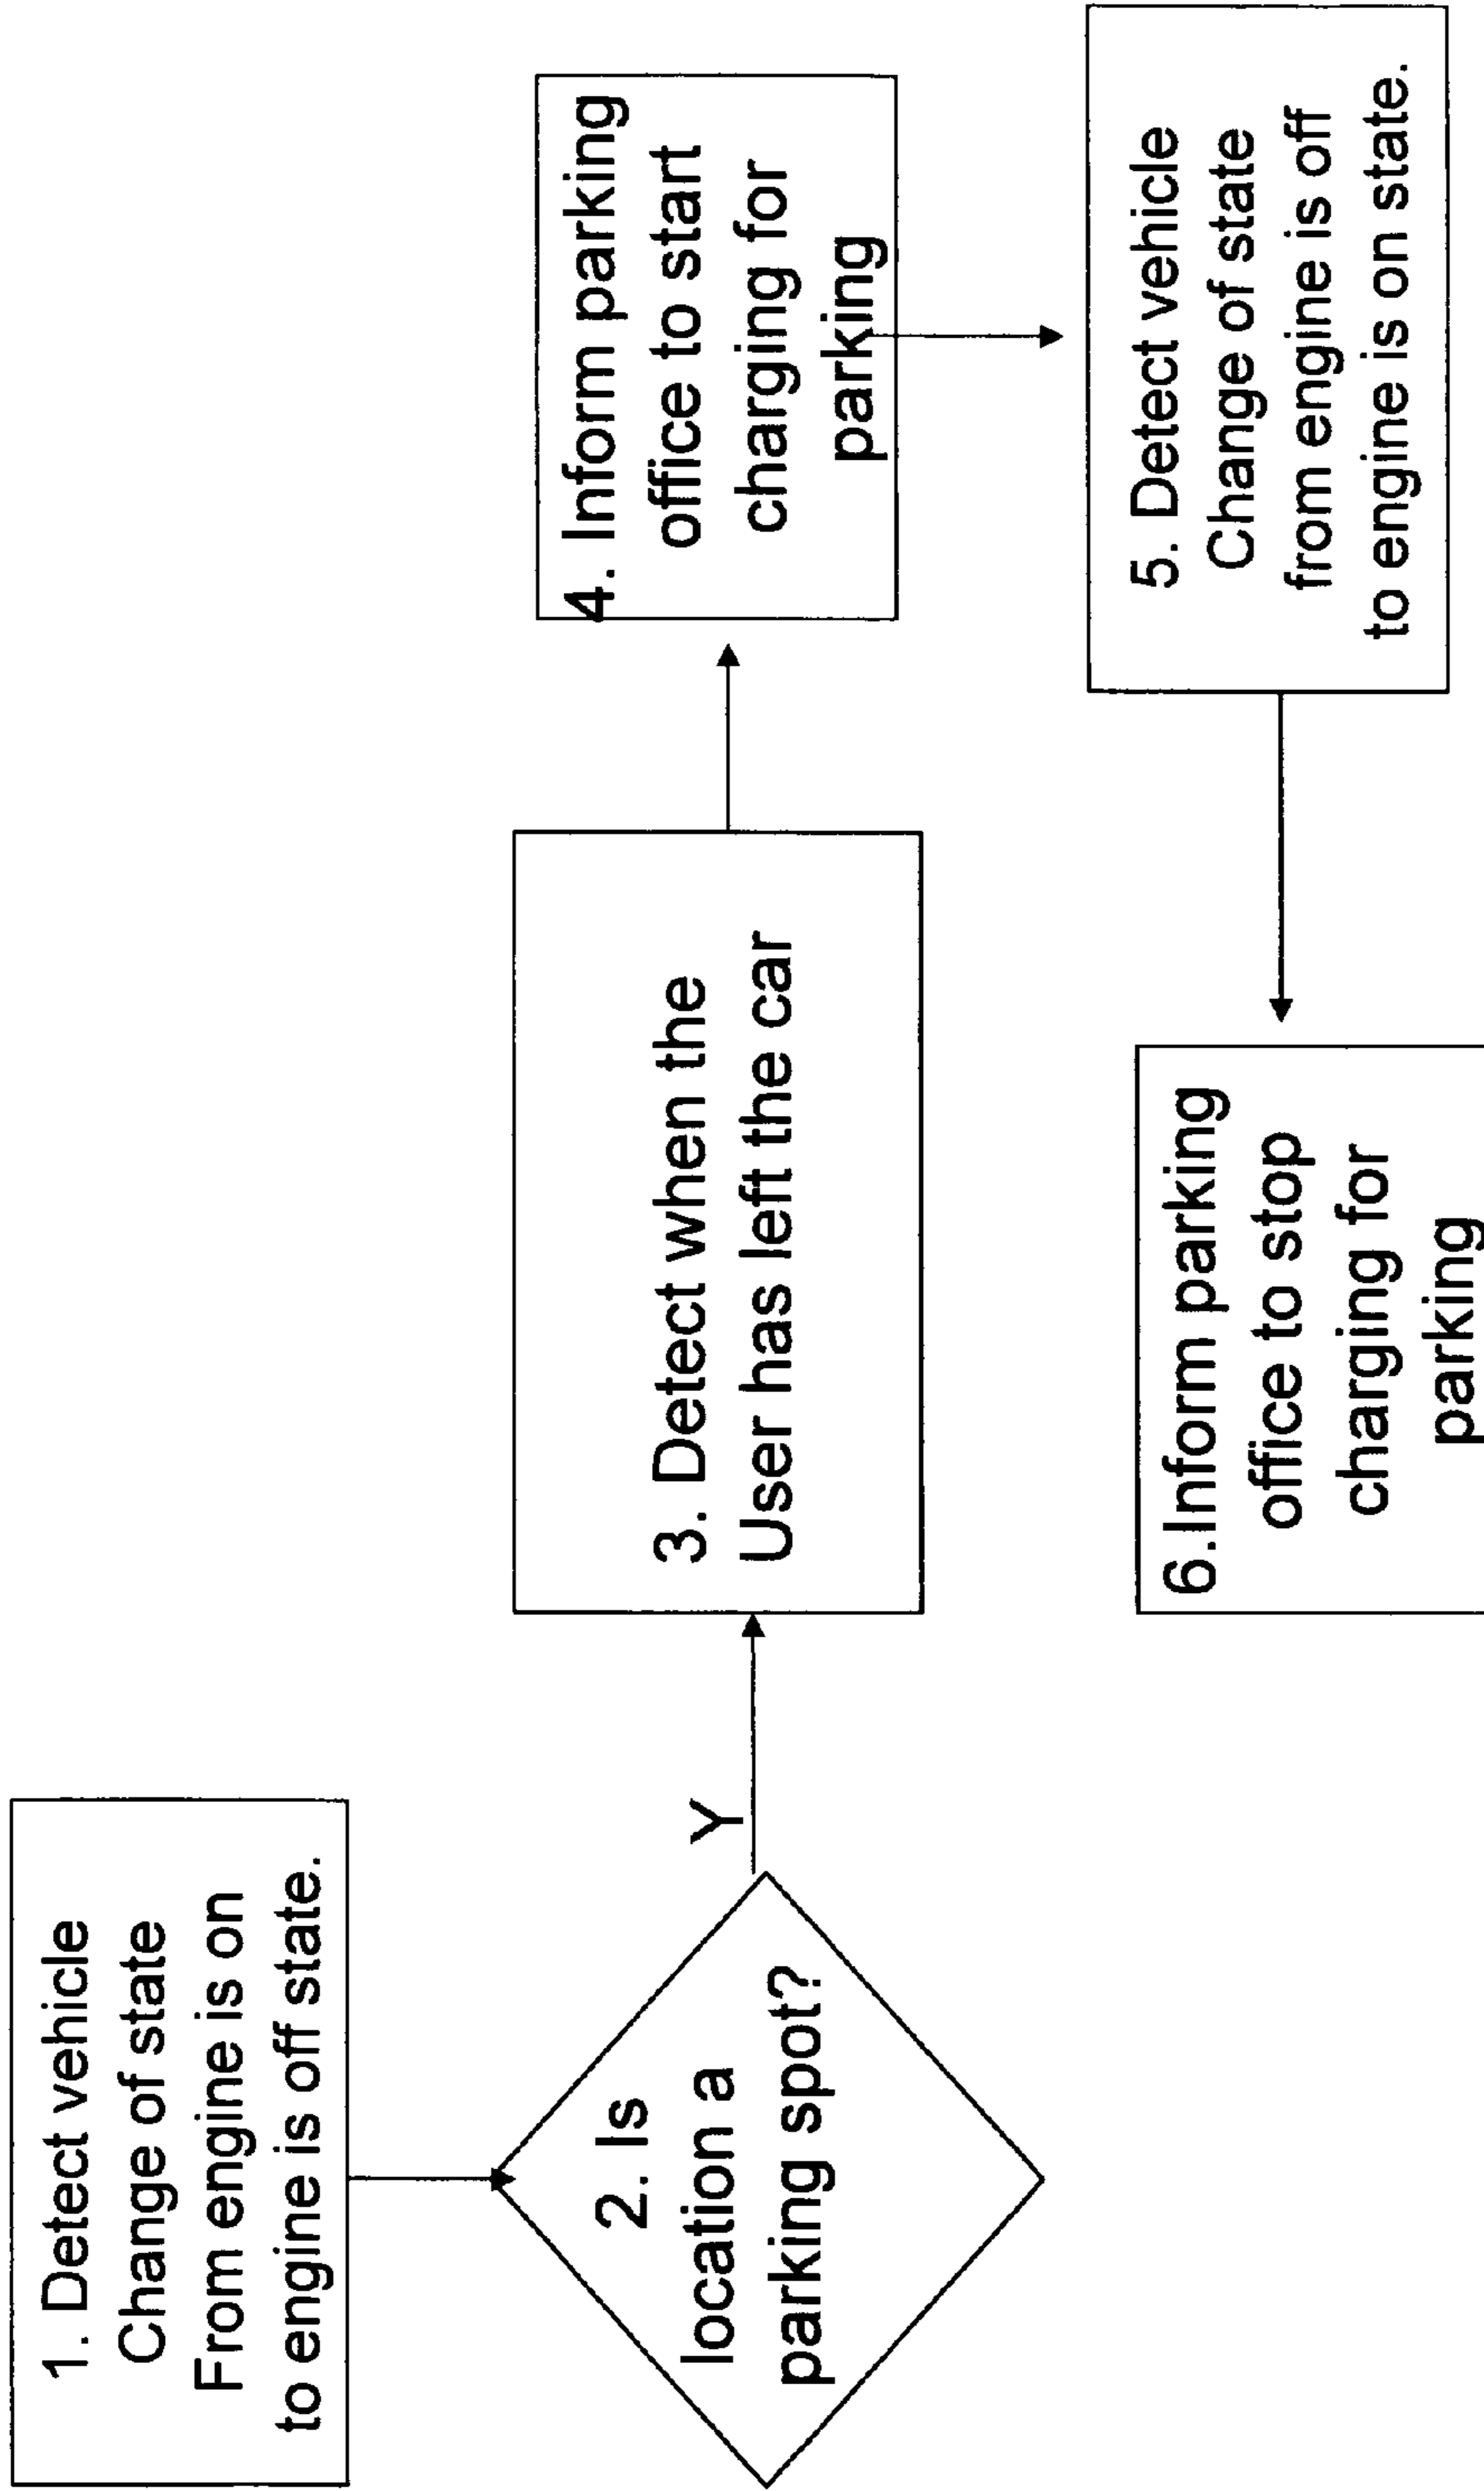 1. Detect vehicle
Change of state
From engine is on
to engine is off state.
2. Is
location a
parking spot?
Y
3. Detect when the
User has left the car
4. Inform parking
office to start
charging for
parking
5. Detect vehicle
Change of state
from engine is off
to engine is on state.
6.Inform parking
office to stop
charging for
parking